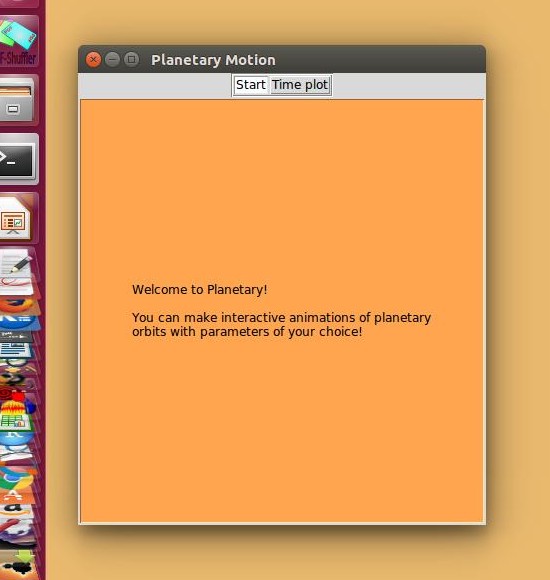 F-Shuffler
Planetary Motion
Start Time plot
Welcome to Planetary!
You can make interactive animations of planetary
orbits with parameters of your choice!